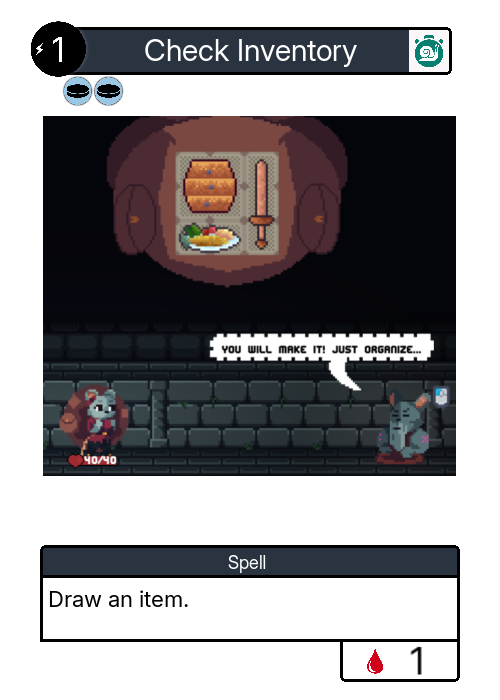 1
Check Inventory
YOU WILL MAKE IT! JUST ORGANIZE...
40/40
Spell
Draw an item.
1